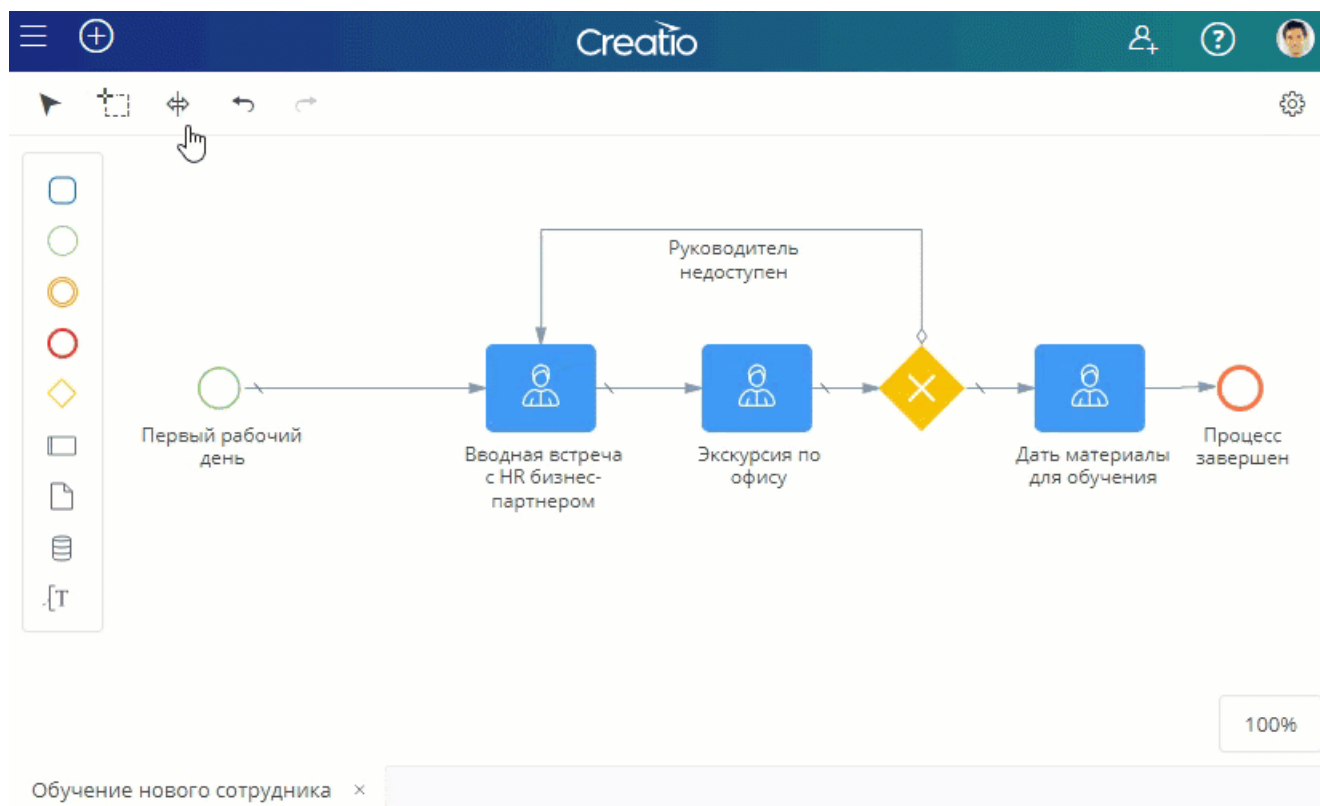 Creatio
Руководитель
недоступен
Первый рабочий
день
Вводная встреча
с HR бизнес-
партнером
Экскурсия по
офису
Дать материалы
для обучения
Процесс
завершен
T
100%
Обучение нового сотрудника ×